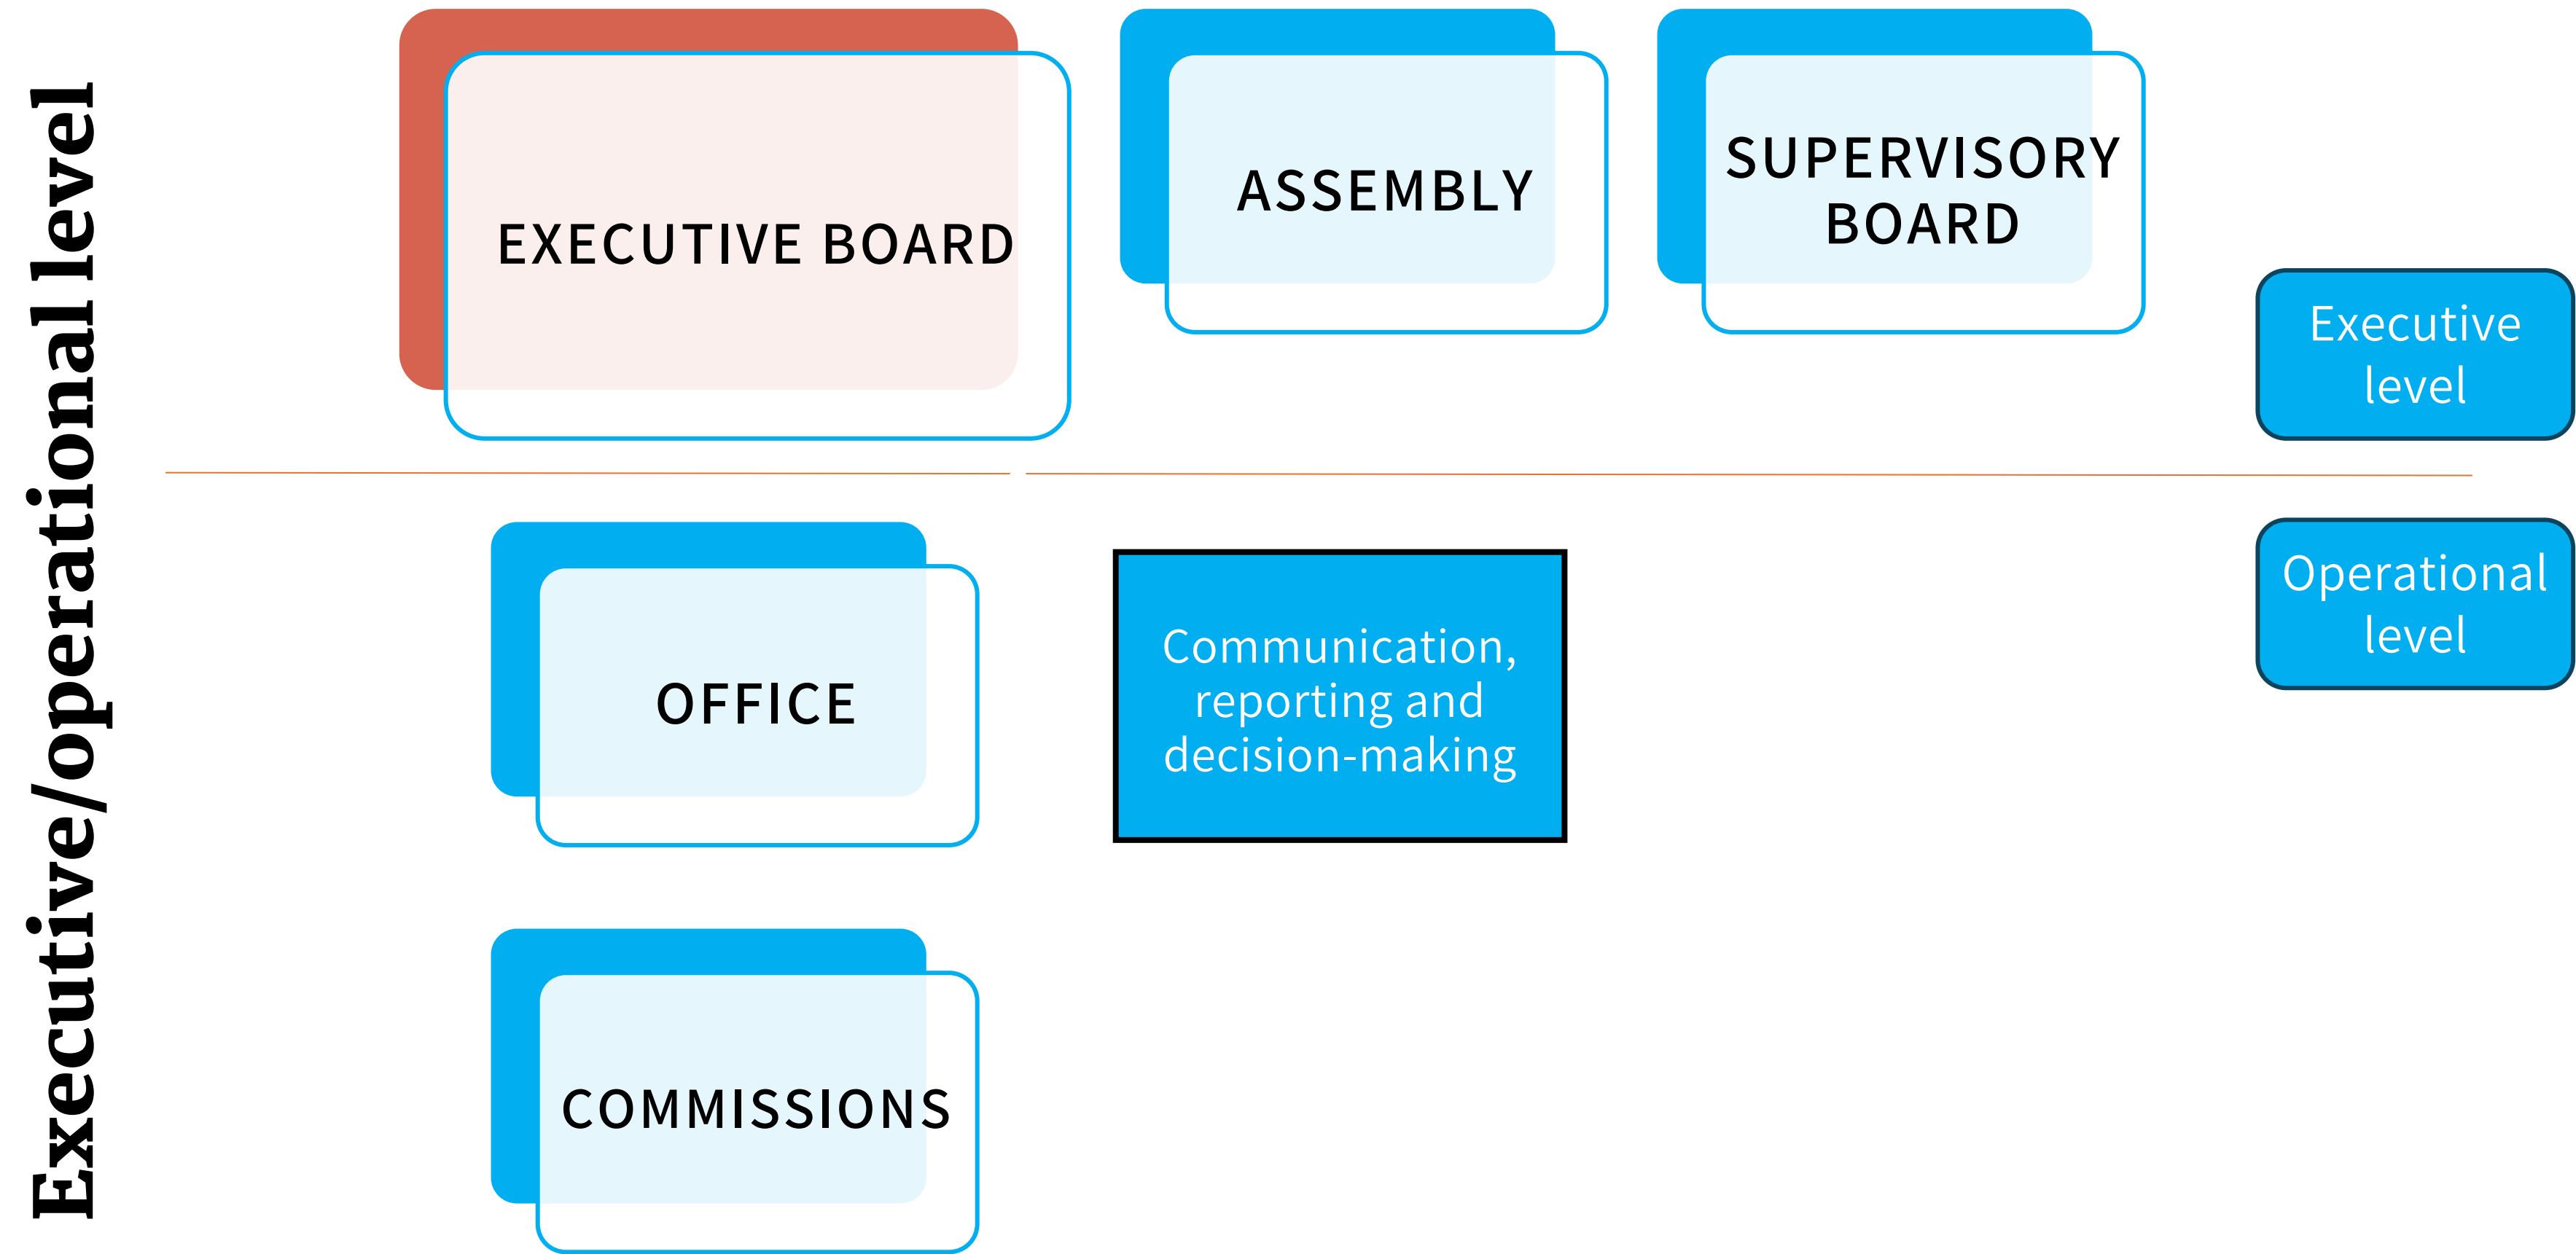 Executive/operational level
EXECUTIVE BOARD
ASSEMBLY
SUPERVISORY
BOARD
Executive
level
Operational
level
OFFICE
Communication,
reporting and
decision-making
COMMISSIONS